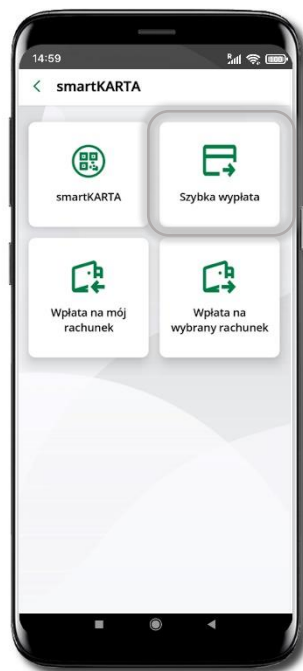 14:59
smartKARTA
smartKARTA
Szybka wypłata
Wpłata na mój
rachunek
Wpłata na
wybrany rachunek